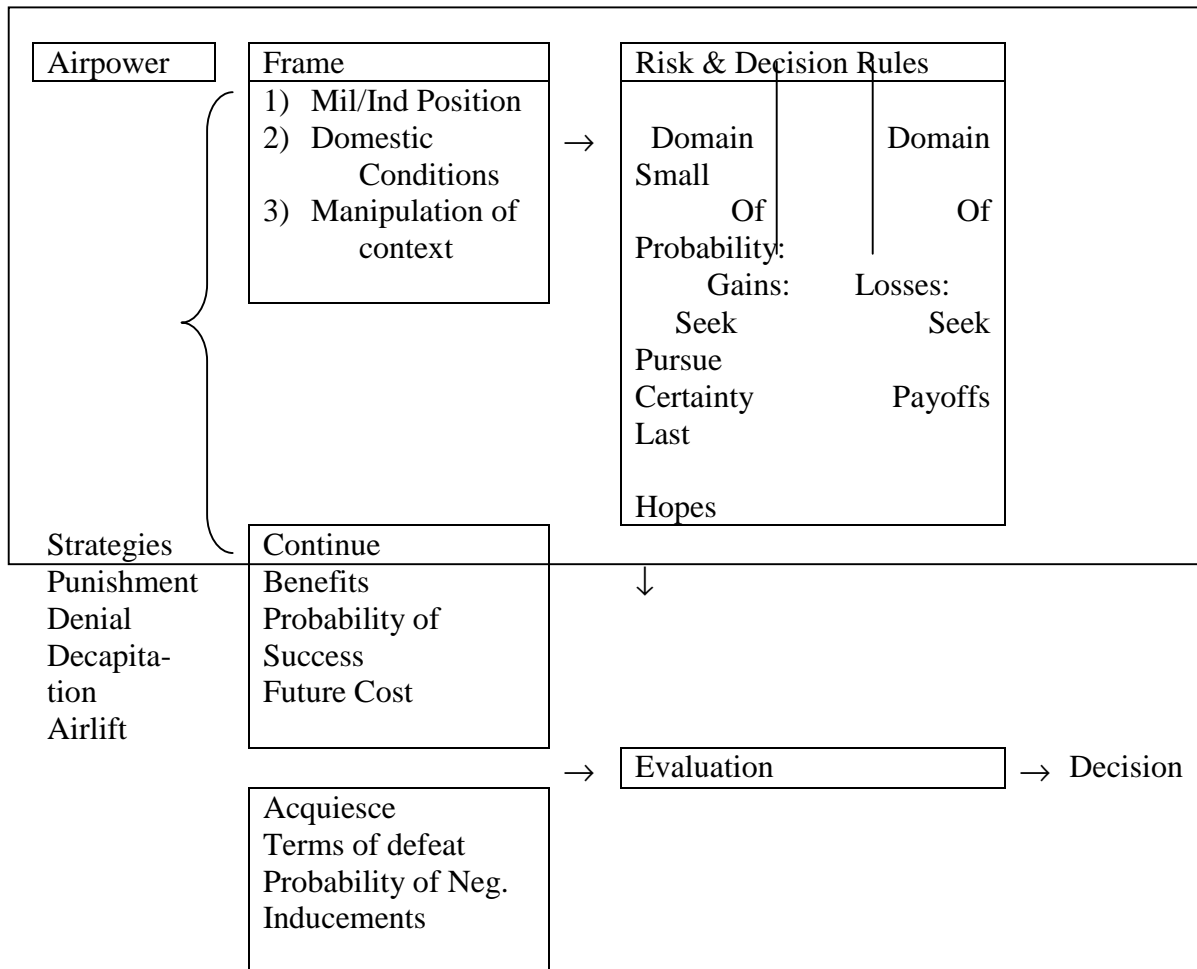 Airpower
Frame
1) Mil/Ind Position
2) Domestic
Conditions
3) Manipulation of
context
→
Risk & Decision Rules
Domain Domain
Small
Of Of
Probability:
Gains: Losses:
Seek Seek
Pursue
Certainty Payoffs
Last
Hopes
↓
Strategies
Punishment
Denial
Decapita-
tion
Airlift
Continue
Benefits
Probability of
Success
Future Cost
Acquiesce
Terms of defeat
Probability of Neg.
Inducements
→
Evaluation
→ Decision